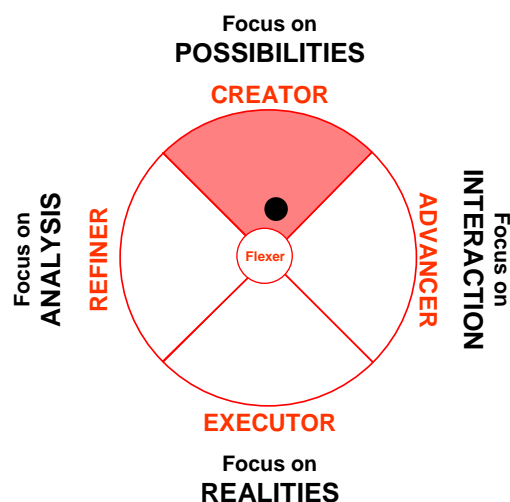 Focus on
POSSIBILITIES
CREATOR
Focus on
ANALYSIS
REFINER
Flexer
ADVANCER
Focus on
INTERACTION
EXECUTOR
Focus on
REALITIES